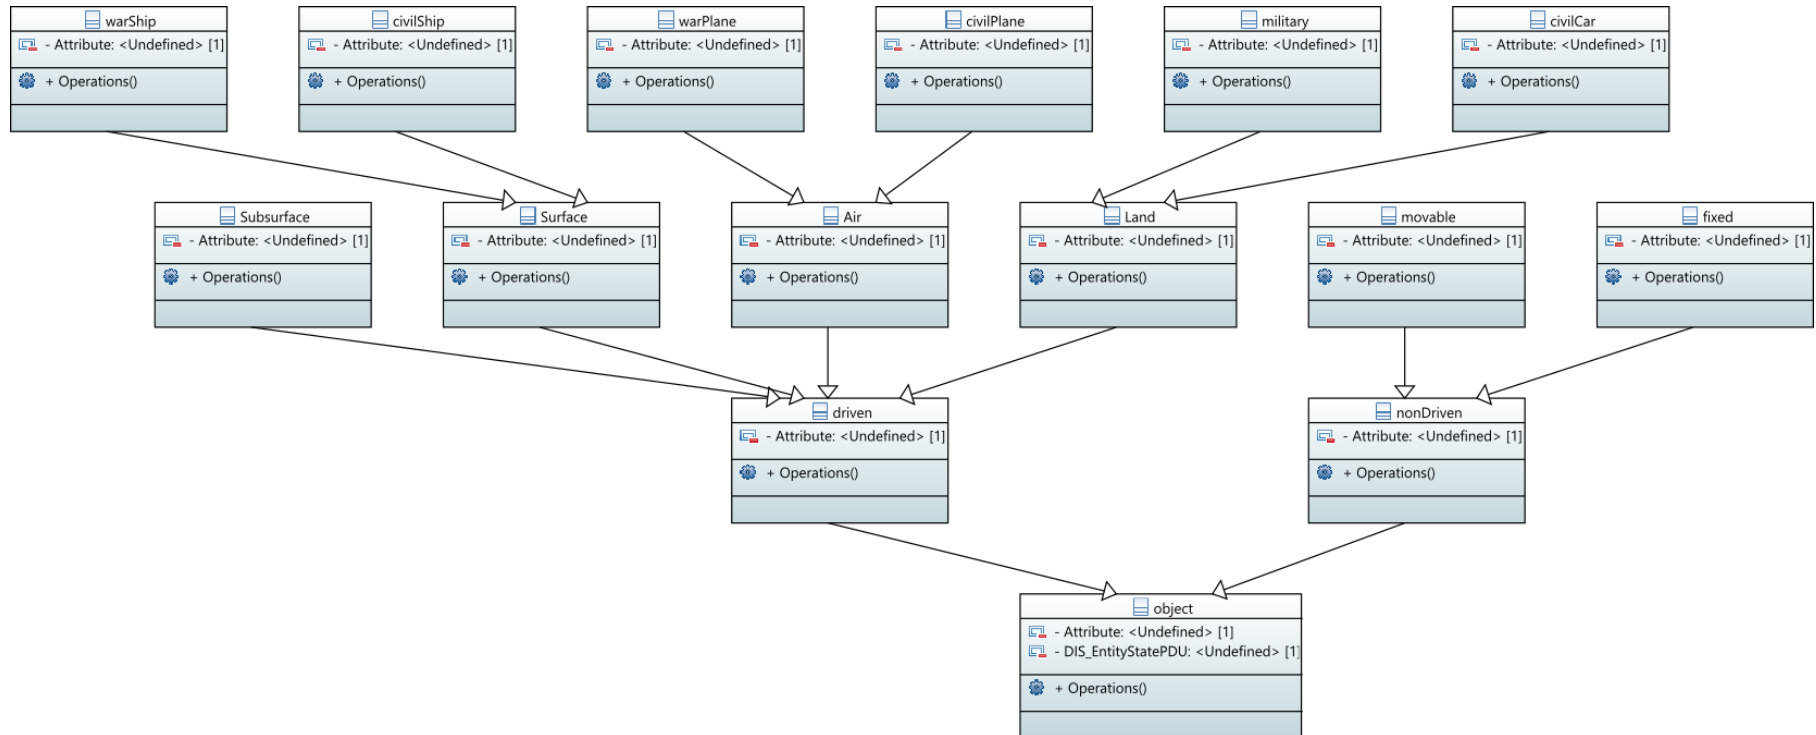 warShip
- Attribute: <Undefined> [1]
+ Operations()
civilShip
- Attribute: <Undefined> [1]
+ Operations()
warPlane
- Attribute: <Undefined> [1]
+ Operations()
civilPlane
- Attribute: <Undefined> [1]
+ Operations()
military
- Attribute: <Undefined> [1]
+ Operations()
civilCar
- Attribute: <Undefined> [1]
+ Operations()
Subsurface
- Attribute: <Undefined> [1]
+ Operations()
Surface
- Attribute: <Undefined> [1]
+ Operations()
Air
- Attribute: <Undefined> [1]
+ Operations()
Land
- Attribute: <Undefined> [1]
+ Operations()
movable
- Attribute: <Undefined> [1]
+ Operations()
fixed
- Attribute: <Undefined> [1]
+ Operations()
driven
- Attribute: <Undefined> [1]
+ Operations()
nonDriven
- Attribute: <Undefined> [1]
+ Operations()
object
- Attribute: <Undefined> [1]
- DIS_EntityStatePDU: <Undefined> [1]
+ Operations()